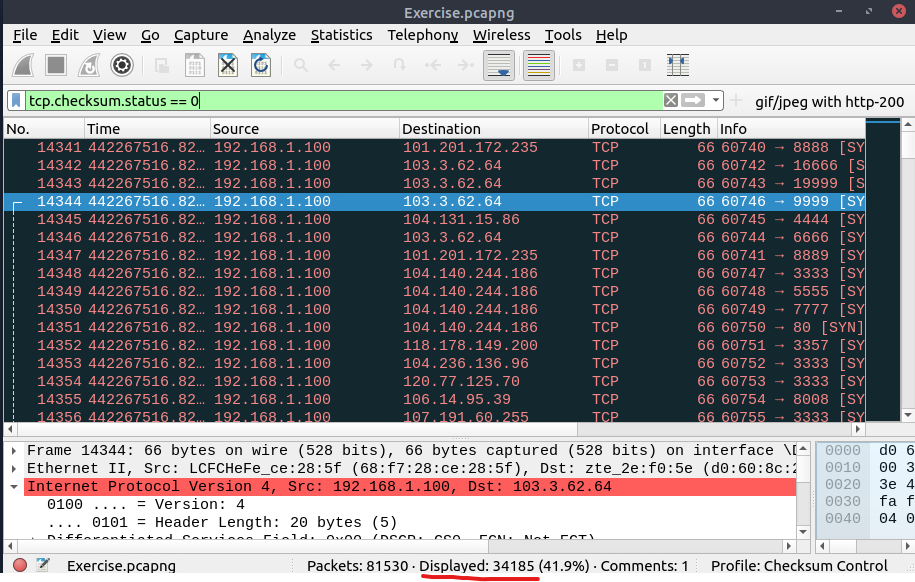 Exercise.pcapng
File Edit View Go Capture Analyze Statistics Telephony Wireless Tools Help
tcp.checksum.status == 0 gif/jpeg with http-200
No. Time Source Destination Protocol Length Info
14341 442267516.82… 192.168.1.100 101.201.172.235 TCP 66 60740 → 8888 [SY
14342 442267516.82… 192.168.1.100 103.3.62.64 TCP 66 60742 → 16666 [S
14343 442267516.82… 192.168.1.100 103.3.62.64 TCP 66 60743 → 19999 [S
14344 442267516.82… 192.168.1.100 103.3.62.64 TCP 66 60746 → 9999 [SY
14345 442267516.82… 192.168.1.100 104.131.15.86 TCP 66 60745 → 4444 [SY
14346 442267516.82… 192.168.1.100 103.3.62.64 TCP 66 60744 → 6666 [SY
14347 442267516.82… 192.168.1.100 101.201.172.235 TCP 66 60741 → 8889 [SY
14348 442267516.82… 192.168.1.100 104.140.244.186 TCP 66 60747 → 3333 [SY
14349 442267516.82… 192.168.1.100 104.140.244.186 TCP 66 60748 → 5555 [SY
14350 442267516.82… 192.168.1.100 104.140.244.186 TCP 66 60749 → 7777 [SY
14351 442267516.82… 192.168.1.100 104.140.244.186 TCP 66 60750 → 80 [SYN]
14352 442267516.82… 192.168.1.100 118.178.149.200 TCP 66 60751 → 3357 [SY
14353 442267516.82… 192.168.1.100 104.236.136.96 TCP 66 60752 → 3333 [SY
14354 442267516.82… 192.168.1.100 120.77.125.70 TCP 66 60753 → 3333 [SY
14355 442267516.82… 192.168.1.100 106.14.95.39 TCP 66 60754 → 8008 [SY
14356 442267516.82… 192.168.1.100 107.191.60.255 TCP 66 60755 → 3333 [SY
Frame 14344: 66 bytes on wire (528 bits), 66 bytes captured (528 bits) on interface \D
Ethernet II, Src: LCFCHeFe_ce:28:5f (68:f7:28:ce:28:5f), Dst: zte_2e:f0:5e (d0:60:8c:2
Internet Protocol Version 4, Src: 192.168.1.100, Dst: 103.3.62.64
0100 .... = Version: 4
.... 0101 = Header Length: 20 bytes (5)
Differentiated Services Field: 0x00 (DSCP: CS0, ECN: Not-ECT)
0000 d0 6
0010 00 3
0020 3e 4
0030 fa f
0040 04 0
Exercise.pcapng Packets: 81530 · Displayed: 34185 (41.9%) · Comments: 1 Profile: Checksum Control